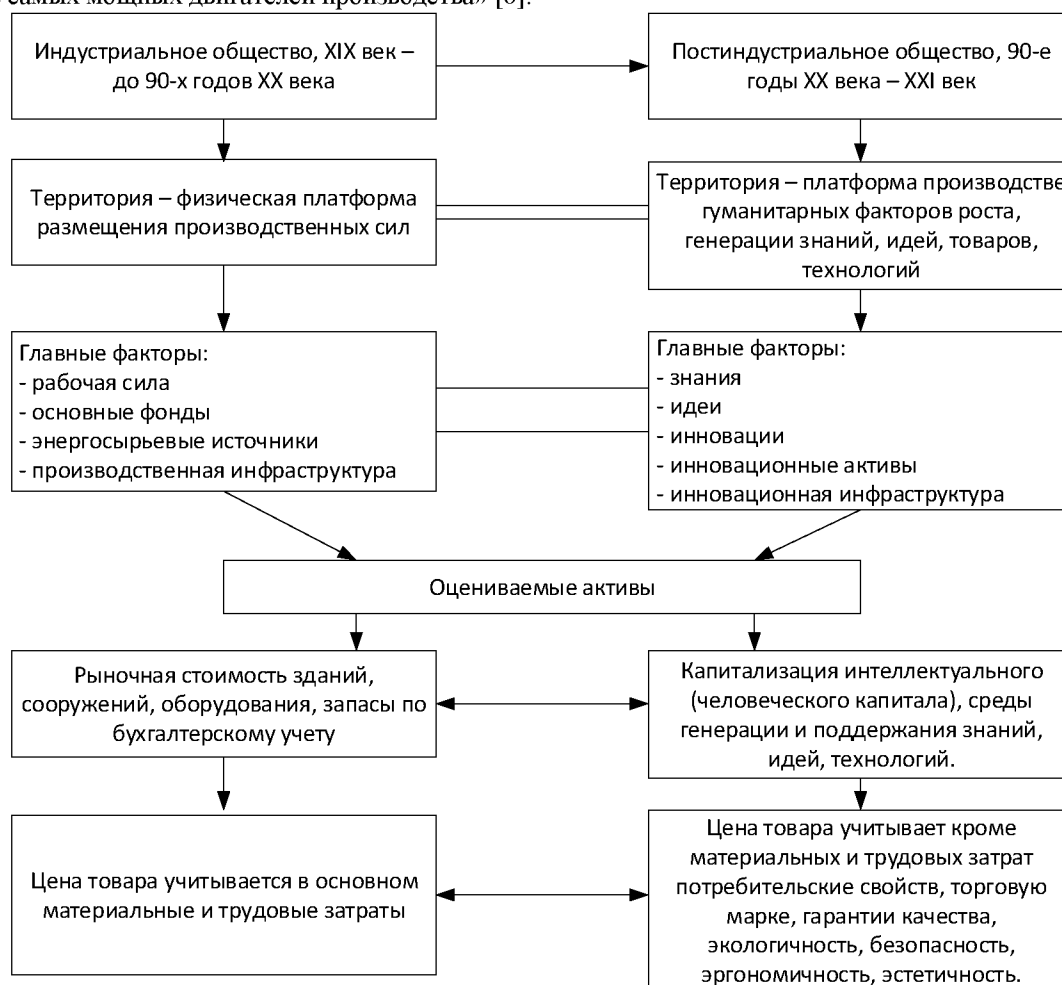 самых мощных двигателей производства» [6].
Индустриальное общество, XIX век –
до 90-х годов XX века
Постиндустриальное общество, 90-е
годы XX века – XXI век
Территория – физическая платформа
размещения производственных сил
Территория – платформа производстве
гуманитарных факторов роста,
генерации знаний, идей, товаров,
технологий
Главные факторы:
- рабочая сила
- основные фонды
- энергосырьевые источники
- производственная инфраструктура
Главные факторы:
- знания
- идеи
- инновации
- инновационные активы
- инновационная инфраструктура
Оцениваемые активы
Рыночная стоимость зданий,
сооружений, оборудования, запасы по
бухгалтерскому учету
Капитализация интеллектуального
(человеческого капитала), среды
генерации и поддержания знаний,
идей, технологий.
Цена товара учитывается в основном
материальные и трудовые затраты
Цена товара учитывает кроме
материальных и трудовых затрат
потребительские свойств, торговую
марке, гарантии качества,
экологичность, безопасность,
эргономичность, эстетичность.